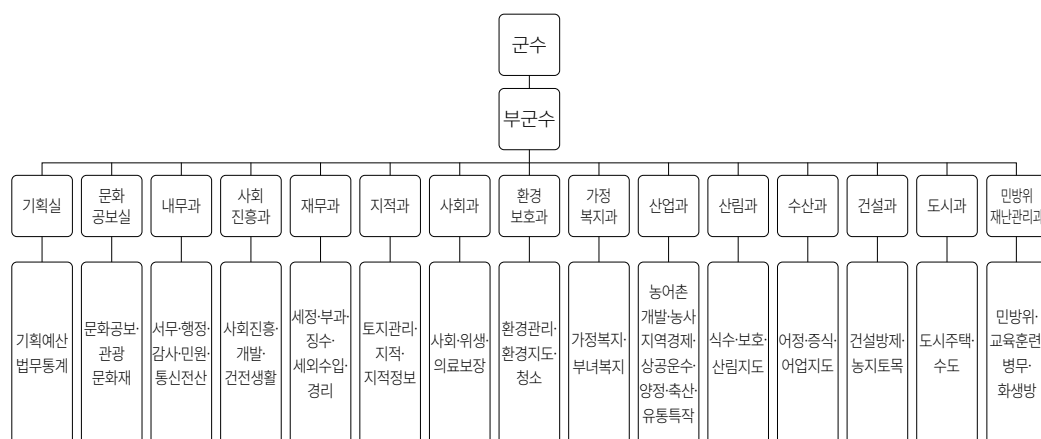 군수
부군수
기획실
문화
공보실
내무과
사회
진흥과
재무과
지적과
사회과
환경
보호과
가정
복지과
산업과
산림과
수산과
건설과
도시과
민방위
재난관리과
기획예산
법무통계
문화공보·
관광
문화재
서무·행정·
감사·민원·
통신전산
사회진흥·
개발·
건전생활
세정·부과·
징수·
세외수입·
경리
토지관리·
지적·
지적정보
사회·위생·
의료보장
환경관리·
환경지도·
청소
가정복지·
부녀복지
농어촌
개발·농사
지역경제·
상공운수·
양정·축산·
유통특작
식수·보호·
산림지도
어정·증식·
어업지도
건설방제·
농지토목
도시주택·
수도
민방위·
교육훈련
병무·
화생방